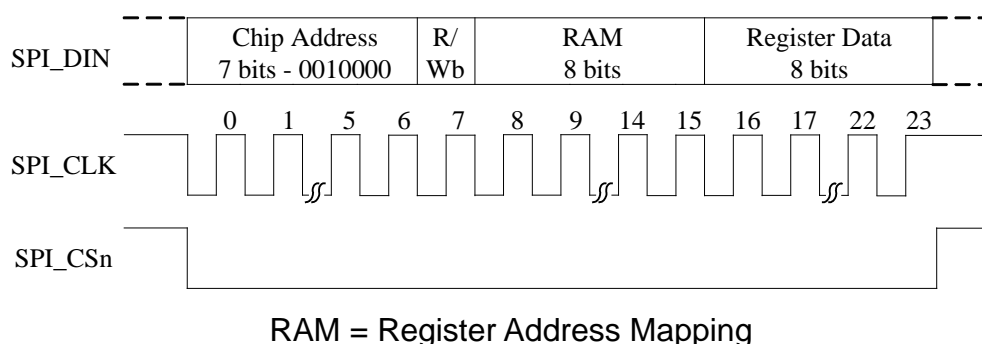 Chip Address R/ RAM Register Data
SPI_DIN 7 bits - 0010000 Wb 8 bits 8 bits
0 1 5 6 7 8 9 14 15 16 17 22 23
SPI_CLK
SPI_CSn
RAM = Register Address Mapping